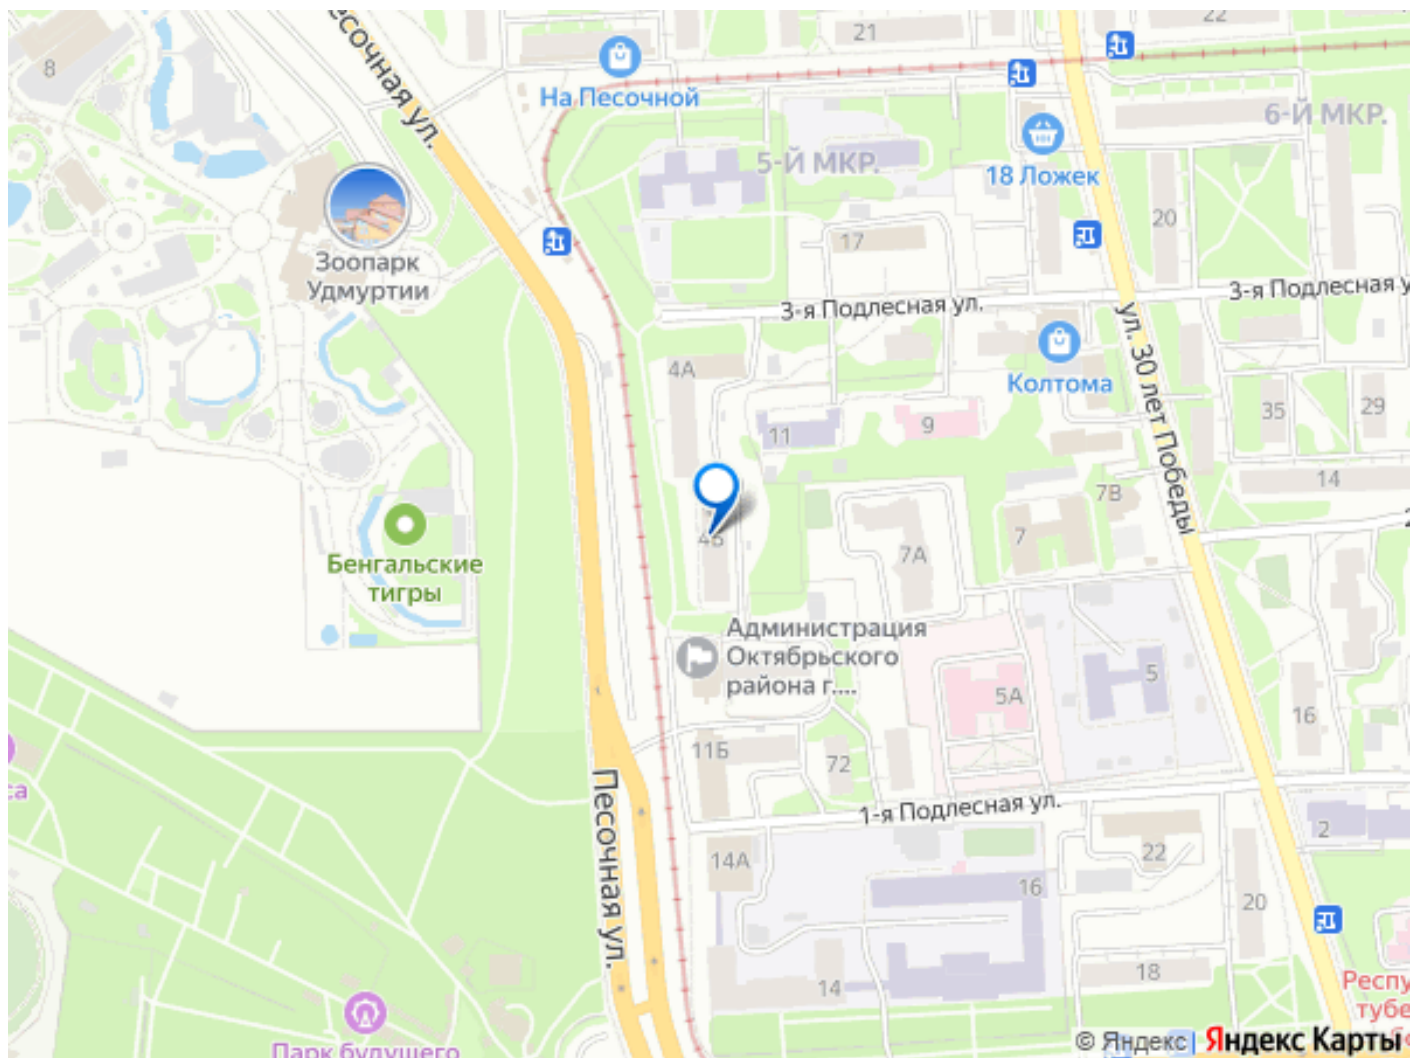 22
21
8
На Песочной
Песочная ул.
6-Й МКР.
5-Й МКР.
18 Ложек
20
17
Зоопарк
Удмуртии
3-я Подлесная ул.
3-я Подлесная у
ул. 30 лет Победы
4А
Колтома
35
29
11
9
14
7В
4Б
7
7А
Бенгальские
тигры
Администрация
Октябрьского
района г....
5А
5
16
11Б
72
са
Песочная ул.
1-я Подлесная ул.
2
14А
22
16
20
14
18
Респу
тубе
Парк будущего
© Яндекс
Яндекс Карты